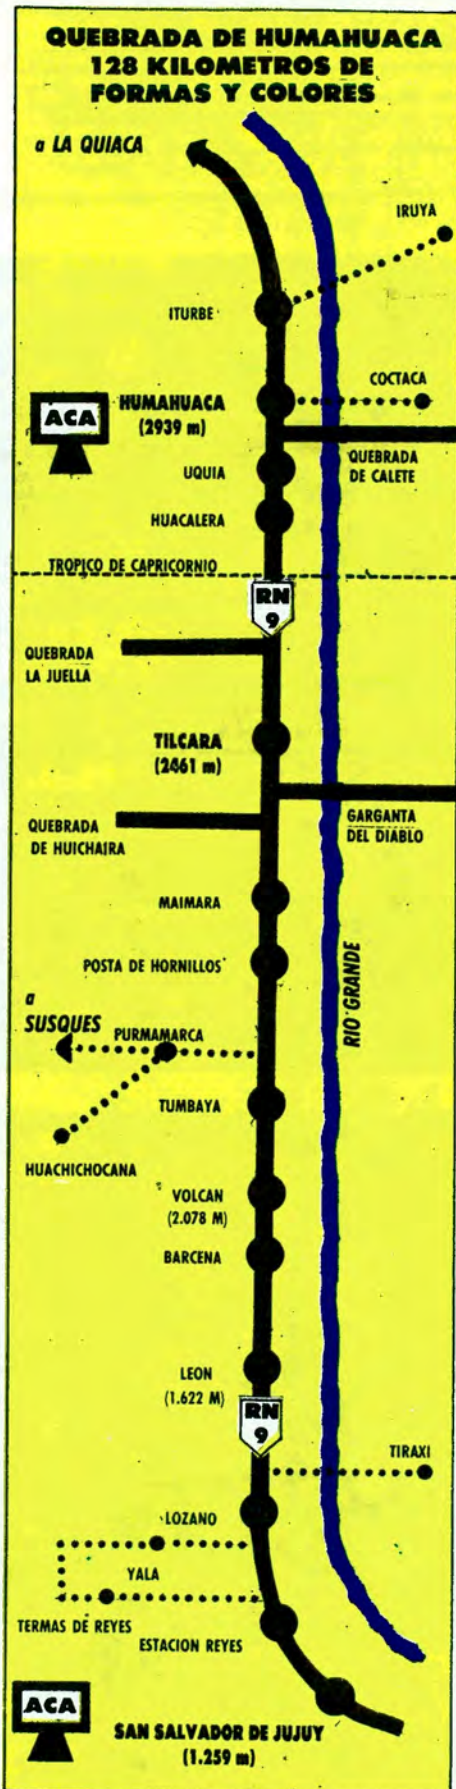 QUEBRADA DE HUMAHUACA
128 KILOMETROS DE
FORMAS Y COLORES
a LA QUIACA
IRUYA
ITURBE
COCTACA
ACA
HUMAHUACA
(2939 m)
QUEBRADA
DE CALETE
UQUIA
HUACALERA
TROPICO DE CAPRICORNIO
RN
9
QUEBRADA
LA JUELLA
TILCARA
(2461 m)
GARGANTA
DEL DIABLO
QUEBRADA
DE HUICHAIRA
MAIMARA
POSTA DE HORNILLOS
RIO GRANDE
a
SUSQUES
PURMAMARCA
TUMBAYA
HUACHICHOCANA
VOLCAN
(2.078 M)
BARCENA
LEON
(1.622 M)
RN
9
TIRAXI
LOZANO
YALA
TERMAS DE REYES
ESTACION REYES
ACA
SAN SALVADOR DE JUJUY
(1.259 m)